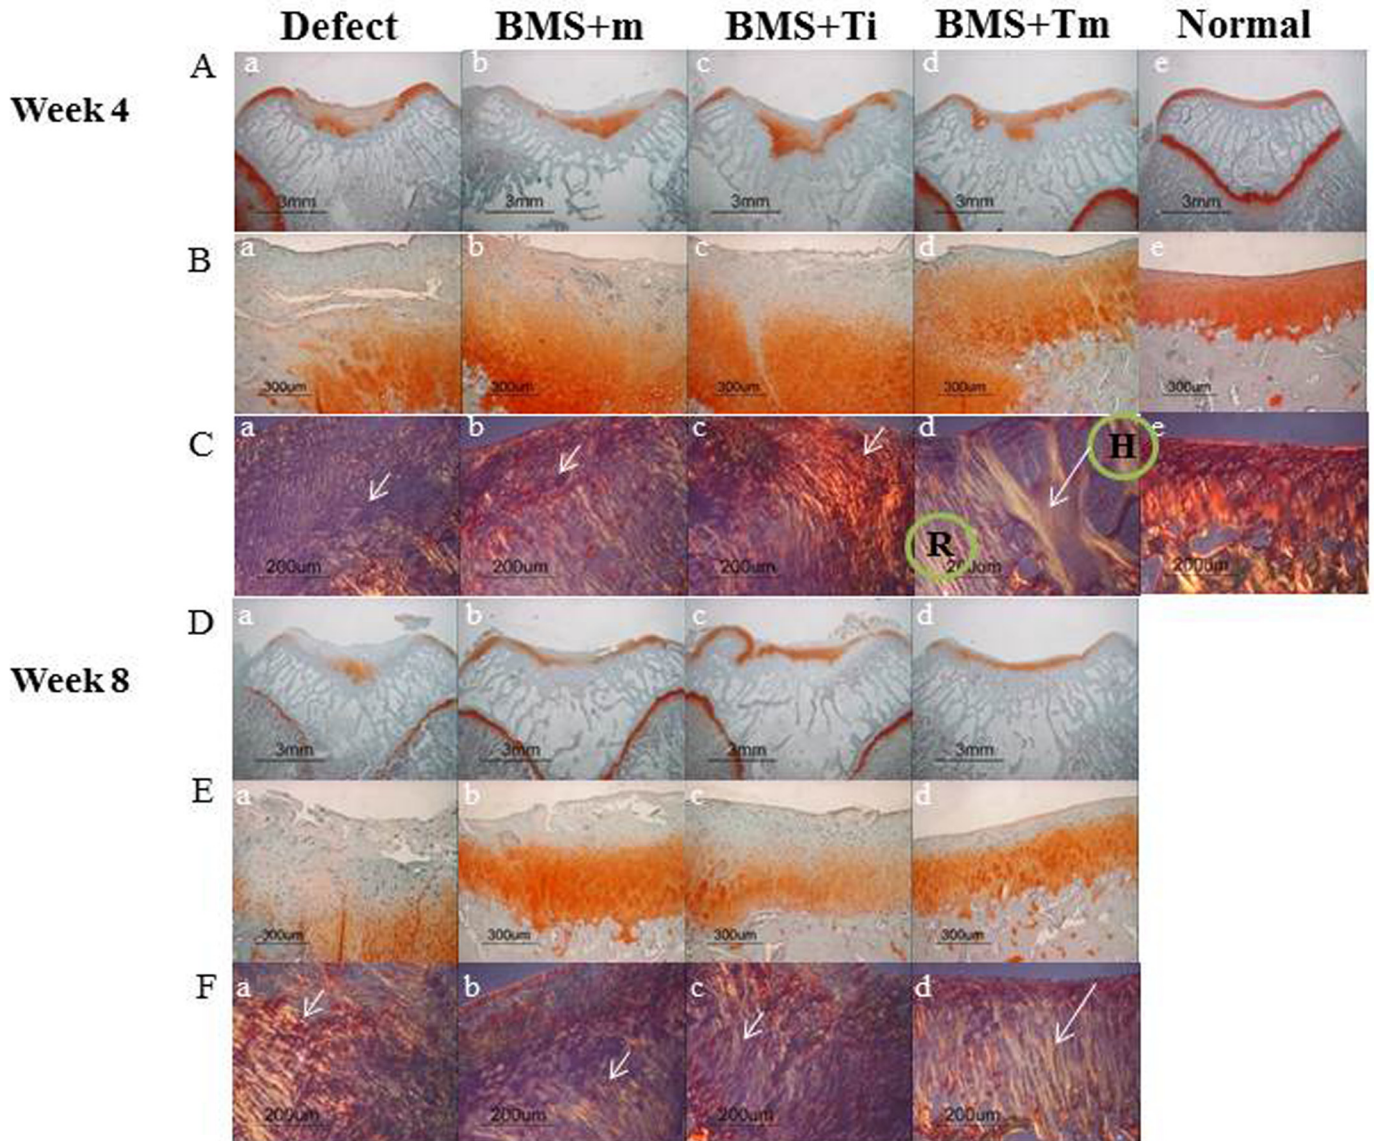 Defect BMS+m BMS+Ti BMS+Tm Normal
A a b c d e
Week 4
3mm 3mm 3mm 3mm 3mm
B a b c d e
300um 300um 300um 300um 300um
C a b c d H e
R
200um 200um 200um 200um 200um
D a b c d
Week 8
3mm 3mm 3mm 3mm
E a b c d
300um 300um 300um 300um
F a b c d
200um 200um 200um 200um